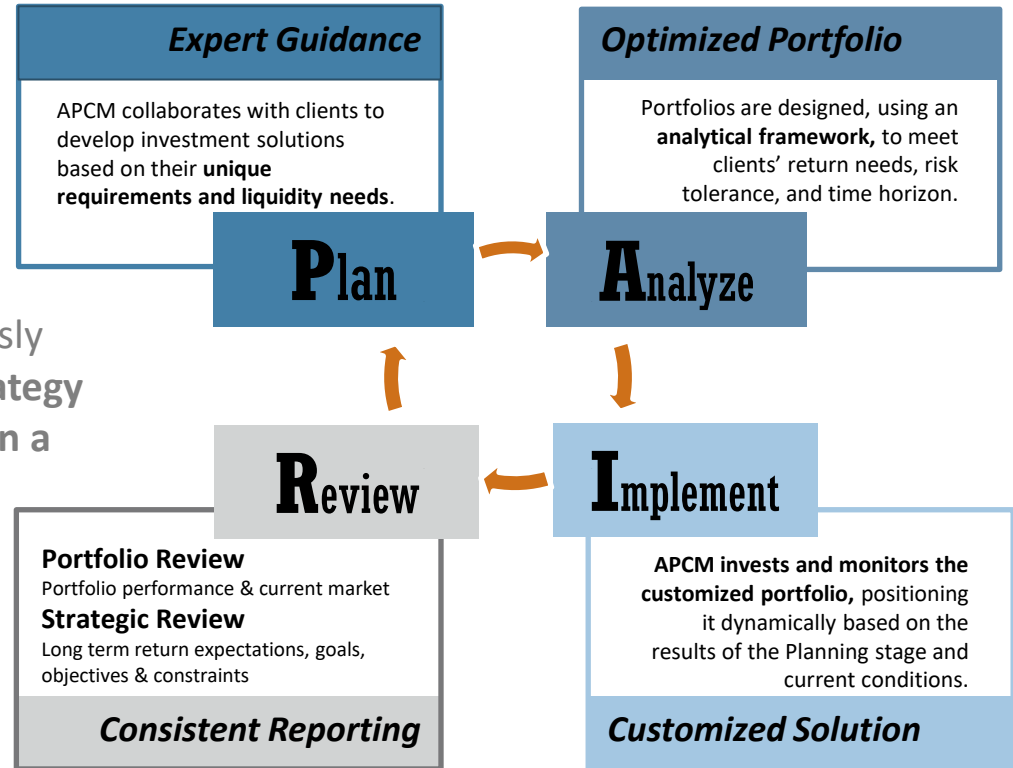 Expert Guidance
APCM collaborates with clients to
develop investment solutions
based on their unique
requirements and liquidity needs.
Plan
Optimized Portfolio
Portfolios are designed, using an
analytical framework, to meet
clients’ return needs, risk
tolerance, and time horizon.
Analyze
ategy
n a
Review
Portfolio Review
Portfolio performance & current market
Strategic Review
Long term return expectations, goals,
objectives & constraints
Consistent Reporting
Implement
APCM invests and monitors the
customized portfolio, positioning
it dynamically based on the
results of the Planning stage and
current conditions.
Customized Solution